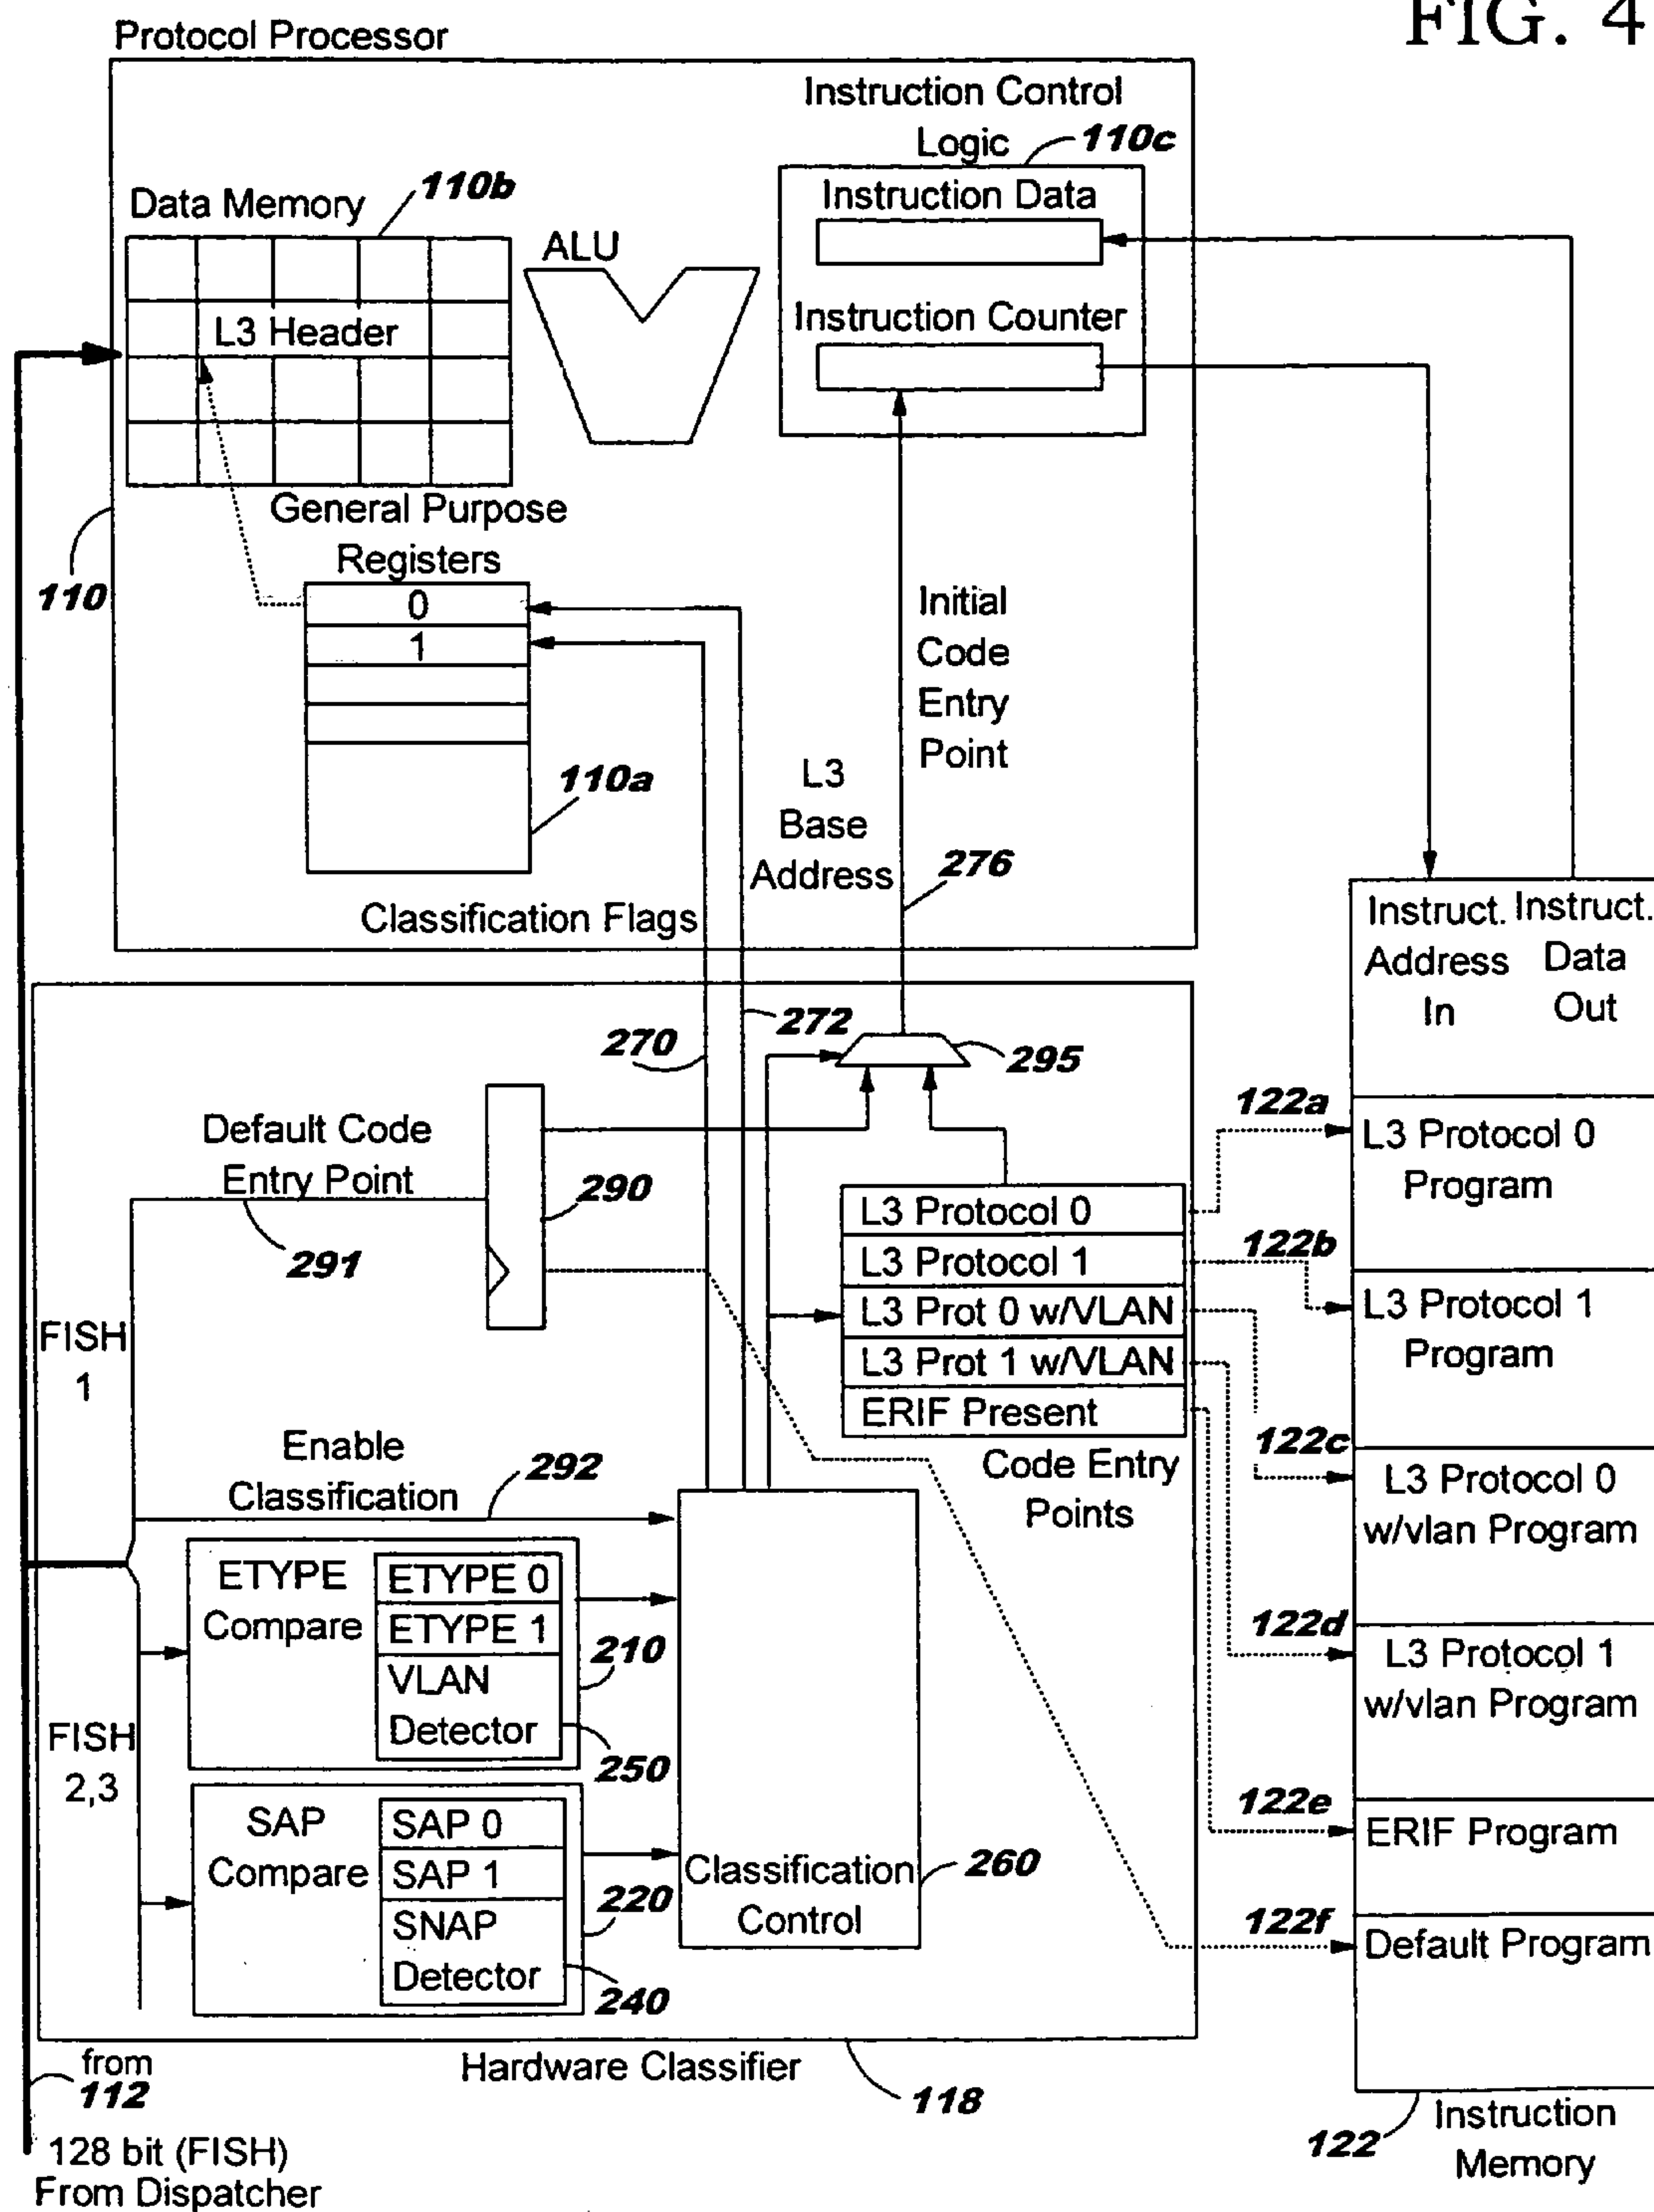 FIG. 4
Protocol Processor
Instruction Control
Logic
110c
Instruction Data
Instruction Counter
Data Memory
110b
L3 Header
ALU
General Purpose
Registers
0
1
110
110a
Initial
Code
Entry
Point
L3
Base
Address
276
Classification Flags
Instruct.
Address
In
Instruct.
Data
Out
270
272
295
Default Code
Entry Point
290
291
L3 Protocol 0
L3 Protocol 1
L3 Prot 0 w/VLAN
L3 Prot 1 w/VLAN
ERIF Present
Code Entry
Points
122a
L3 Protocol 0
Program
122b
L3 Protocol 1
Program
122c
L3 Protocol 0
w/vlan Program
122d
L3 Protocol 1
w/vlan Program
122e
ERIF Program
122f
Default Program
FISH
1
Enable
Classification
292
ETYPE
Compare
ETYPE 0
ETYPE 1
VLAN
Detector
210
250
FISH
2,3
SAP
Compare
SAP 0
SAP 1
SNAP
Detector
220
240
Classification
Control
260
Hardware Classifier
118
from
112
128 bit (FISH)
From Dispatcher
122
Instruction
Memory